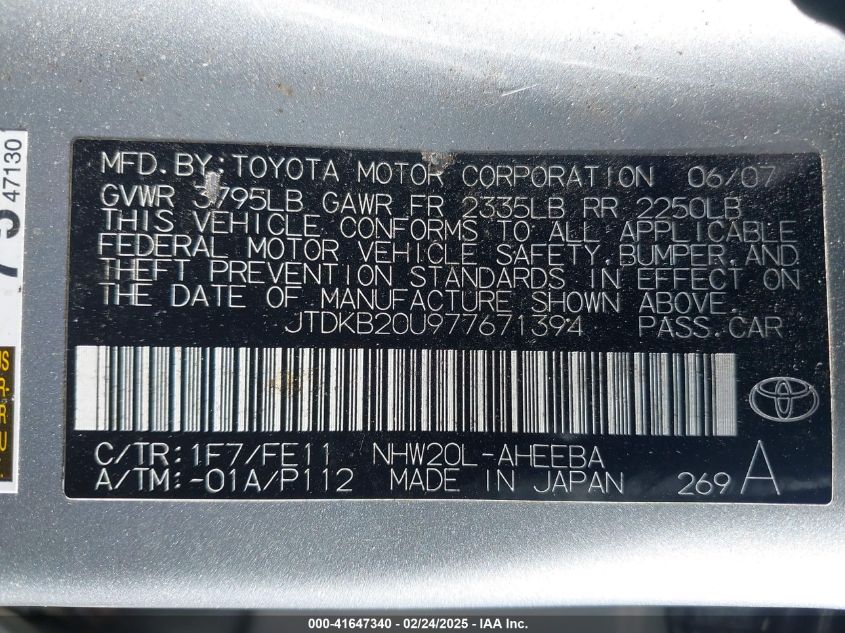 MFD. BY: TOYOTA MOTOR CORPORATION 06/07
GVWR 3795LB GAWR FR 2335LB RR 2250LB
THIS VEHICLE CONFORMS TO ALL APPLICABLE
FEDERAL MOTOR VEHICLE SAFETY, BUMPER, AND
THEFT PREVENTION STANDARDS IN EFFECT ON
THE DATE OF MANUFACTURE SHOWN ABOVE.
JTDKB20U977671394 PASS. CAR
C/TR: 1F7/FE11 NHW20L-AHEEBA
A/TM: -01A/P112 MADE IN JAPAN 269 A
47130
000-41647340 - 02/24/2025 - IAA Inc.